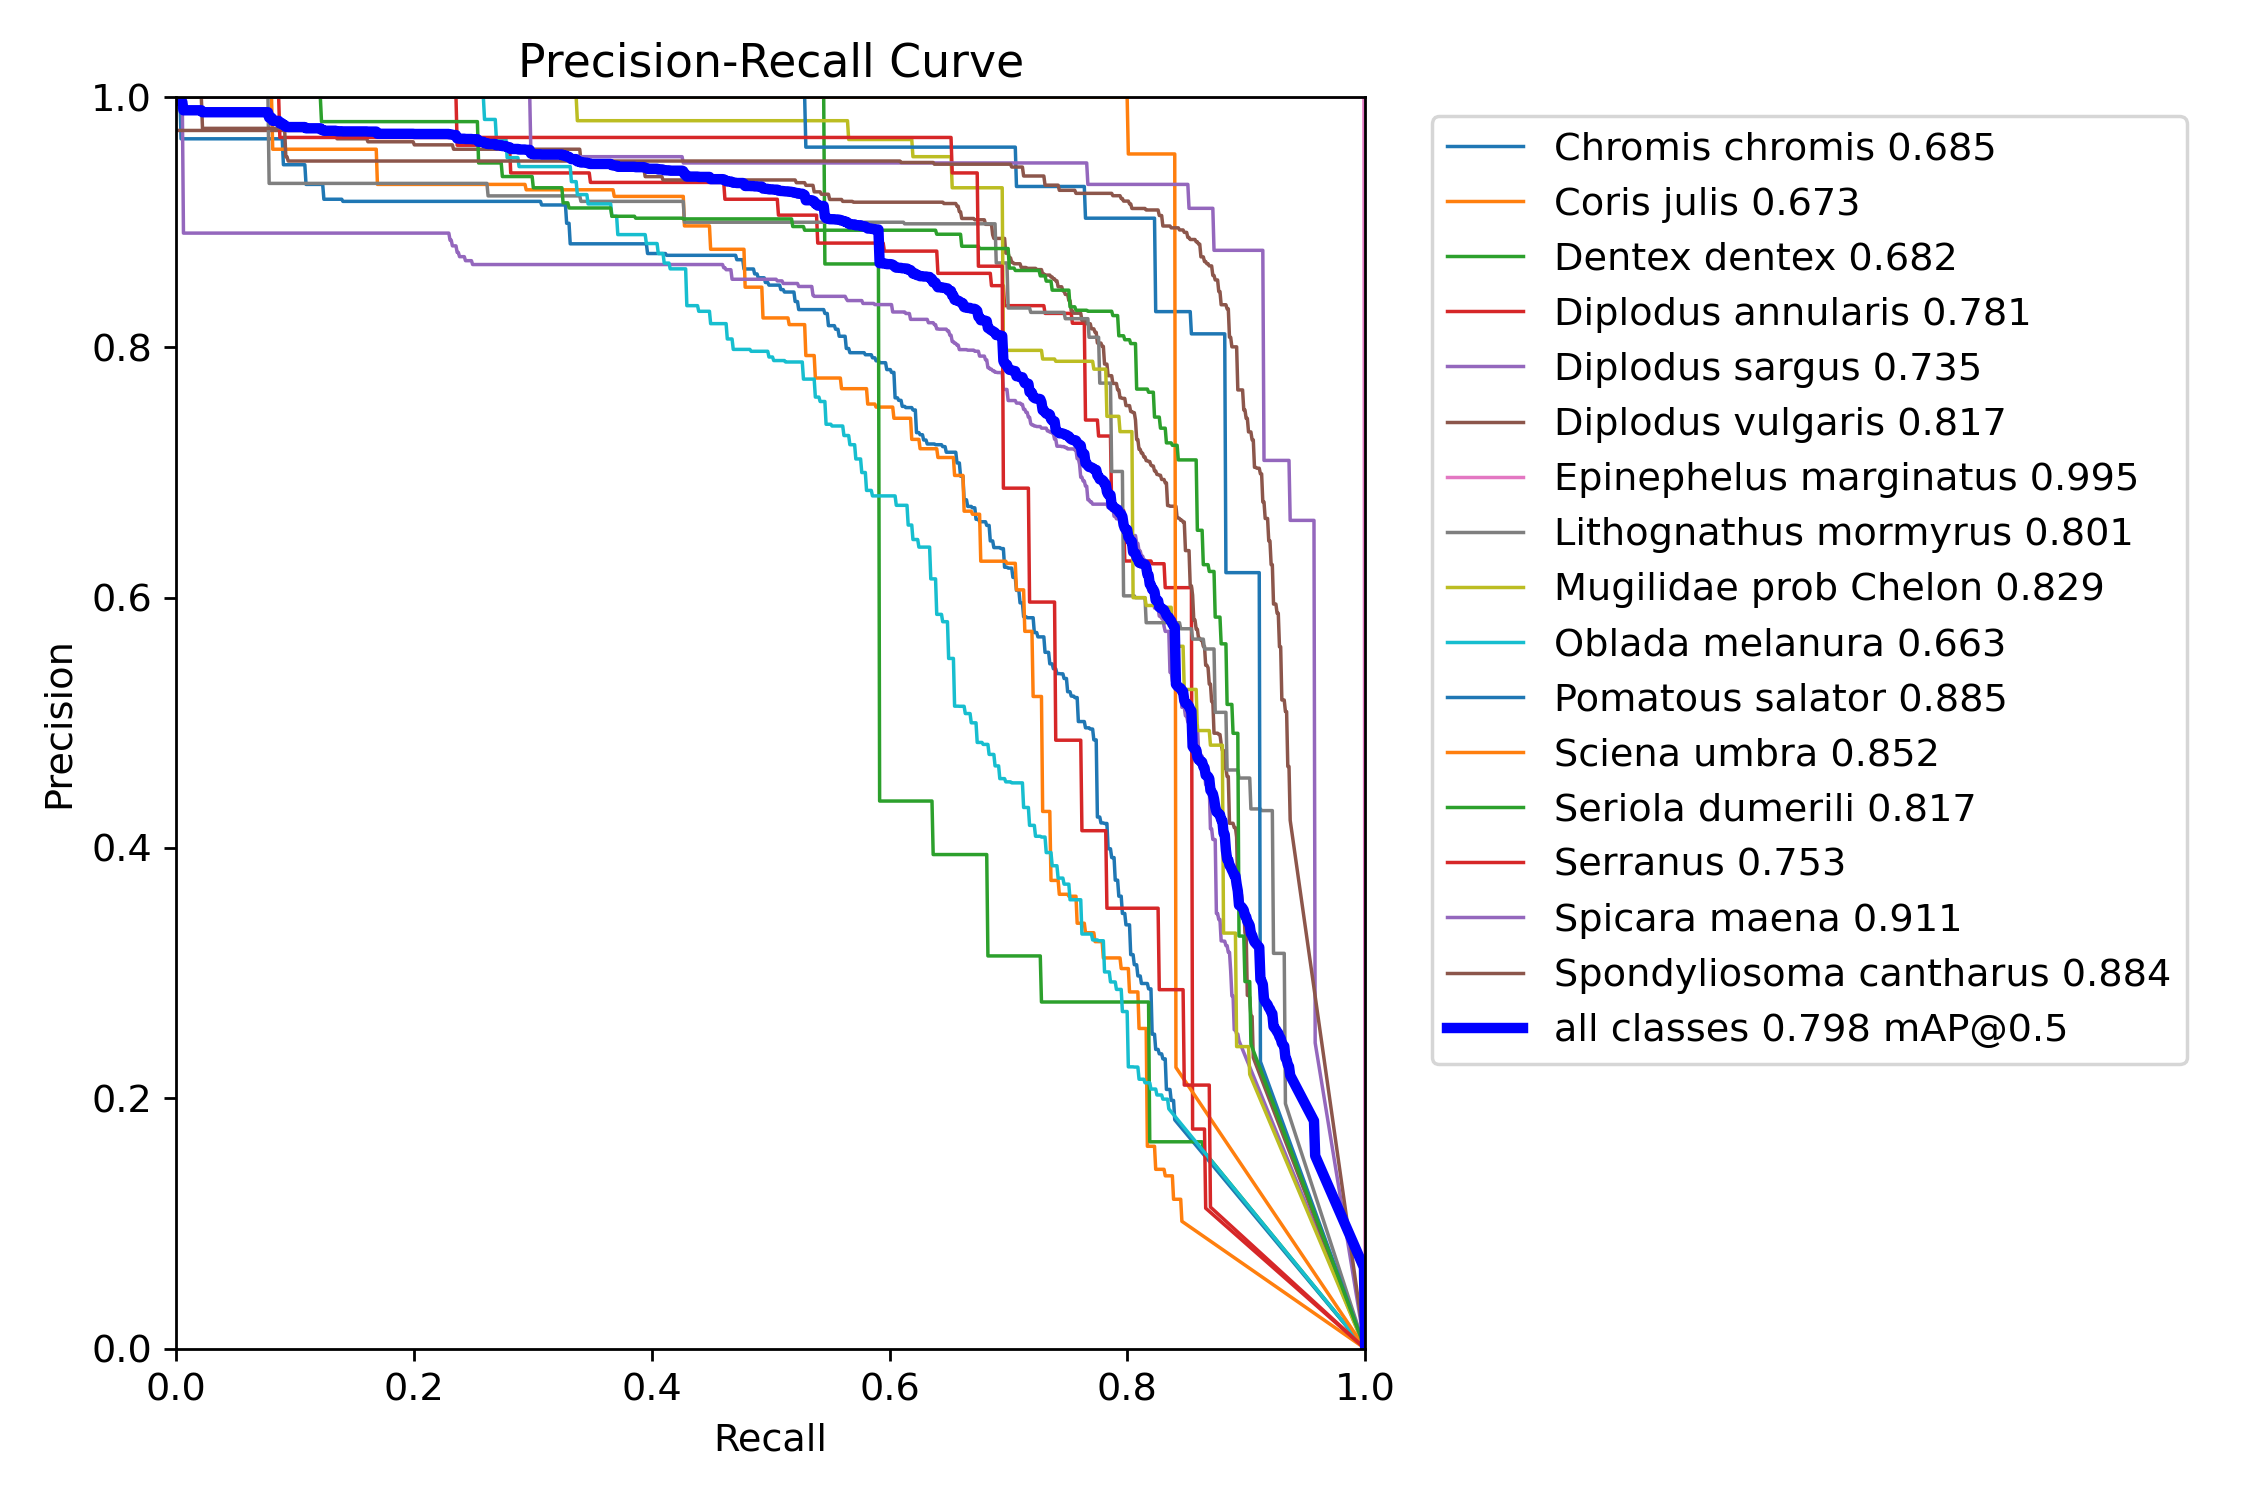 Precision-Recall Curve
1.0
0.8
0.6
0.4
0.2
0.0
Precision
0.0 0.2 0.4 0.6 0.8 1.0
Recall
Chromis chromis 0.685
Coris julis 0.673
Dentex dentex 0.682
Diplodus annularis 0.781
Diplodus sargus 0.735
Diplodus vulgaris 0.817
Epinephelus marginatus 0.995
Lithognathus mormyrus 0.801
Mugilidae prob Chelon 0.829
Oblada melanura 0.663
Pomatous salator 0.885
Sciena umbra 0.852
Seriola dumerili 0.817
Serranus 0.753
Spicara maena 0.911
Spondyliosoma cantharus 0.884
all classes 0.798 mAP@0.5